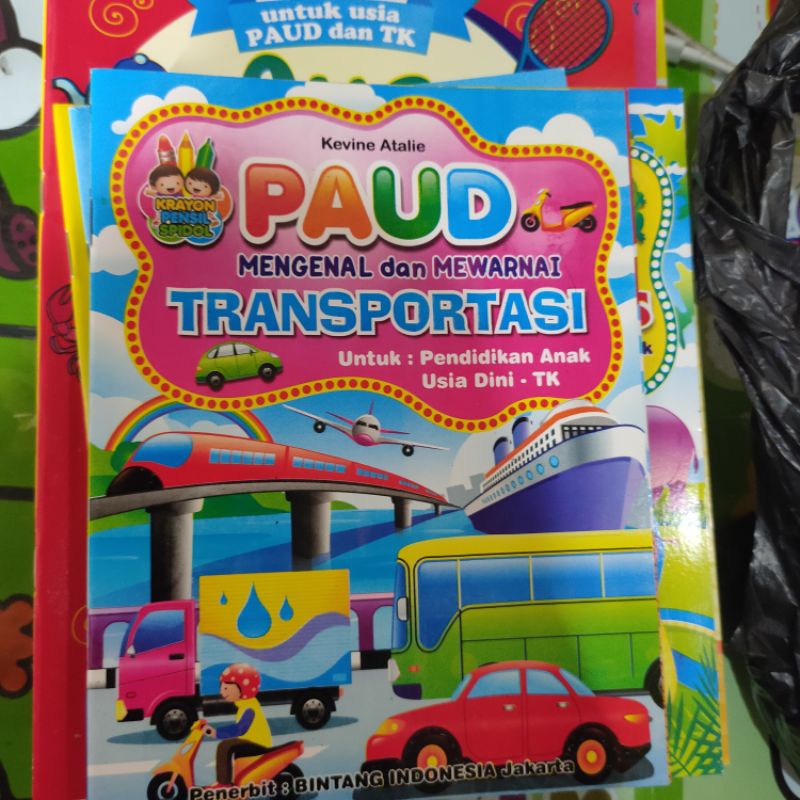 untuk usia
PAUD dan TK
Kevine Atalie
KRAYON
PENSIL
SPIDOL
PAUD
MENGENAL dan MEWARNAI
TRANSPORTASI
Untuk : Pendidikan Anak
Usia Dini - TK
Penerbit : BINTANG INDONESIA Jakarta